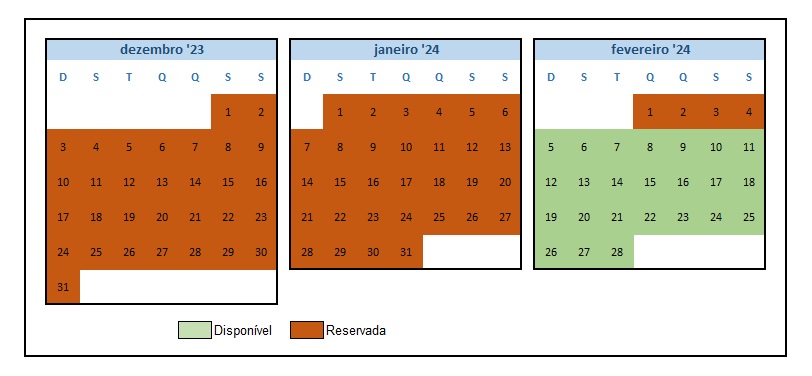 dezembro '23
D S T Q Q S S
1 2
3 4 5 6 7 8 9
10 11 12 13 14 15 16
17 18 19 20 21 22 23
24 25 26 27 28 29 30
31
janeiro '24
D S T Q Q S S
1 2 3 4 5 6
7 8 9 10 11 12 13
14 15 16 17 18 19 20
21 22 23 24 25 26 27
28 29 30 31
fevereiro '24
D S T Q Q S S
1 2 3 4
5 6 7 8 9 10 11
12 13 14 15 16 17 18
19 20 21 22 23 24 25
26 27 28
Disponível
Reservada